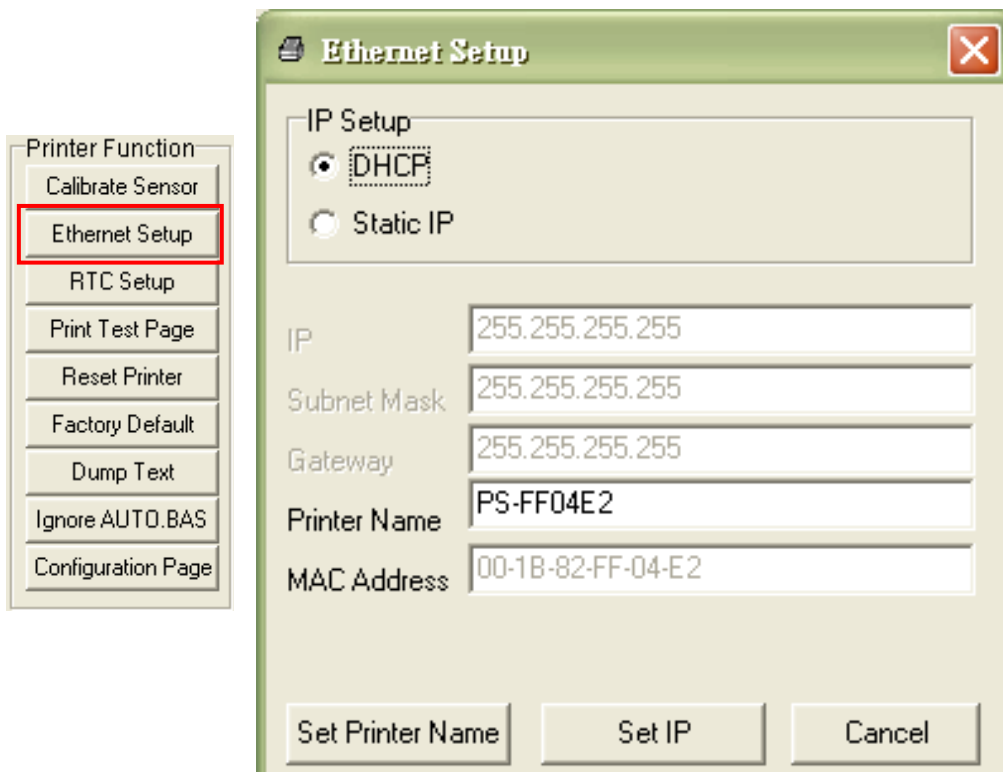 Printer Function
Calibrate Sensor
Ethernet Setup
RTC Setup
Print Test Page
Reset Printer
Factory Default
Dump Text
Ignore AUTO.BAS
Configuration Page
Ethernet Setup
IP Setup
DHCP
Static IP
IP 255.255.255.255
Subnet Mask 255.255.255.255
Gateway 255.255.255.255
Printer Name PS-FF04E2
MAC Address 00-1B-82-FF-04-E2
Set Printer Name Set IP Cancel